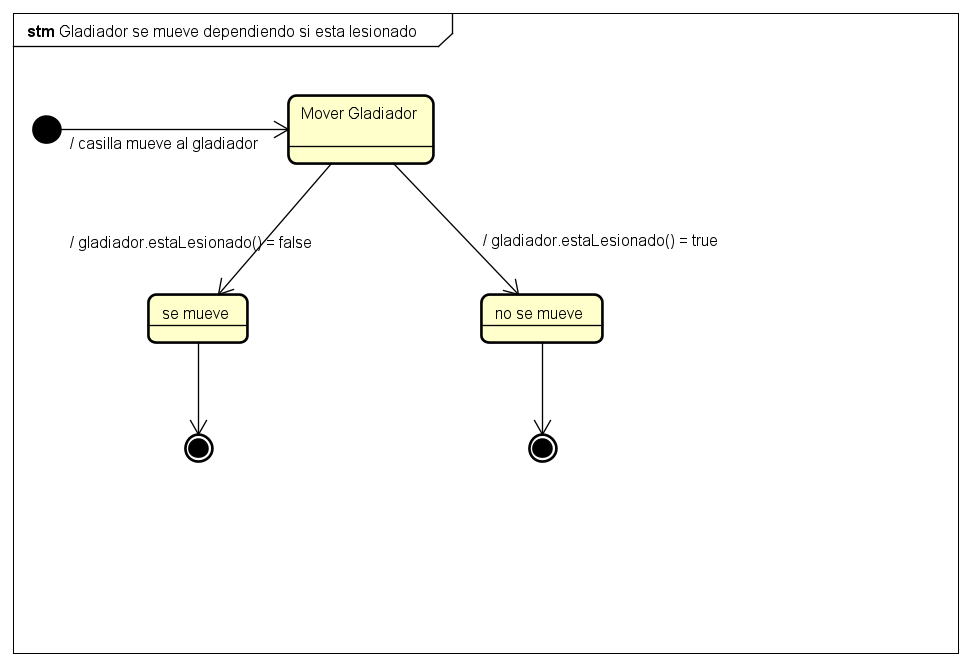 stm Gladiador se mueve dependiendo si esta lesionado
Mover Gladiador
/ casilla mueve al gladiador
/ gladiador.estaLesionado() = false
/ gladiador.estaLesionado() = true
se mueve
no se mueve